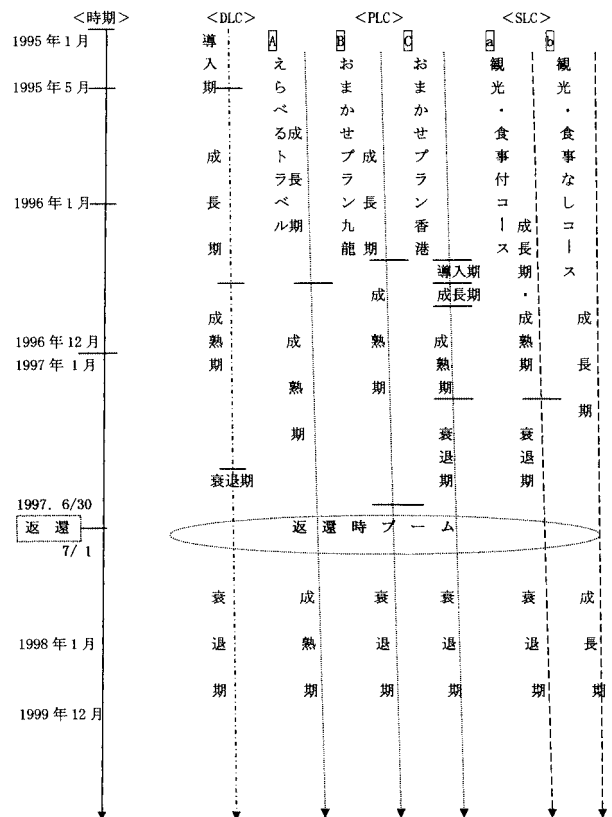 <時期>
<DLC>
<PLC>
<SLC>
1995年1月
1995年5月
1996年1月
1996年12月
1997年1月
1997. 6/30
返還
7/1
1998年1月
1999年12月
導入期
成長期
成熟期
衰退期
衰退期
A
えらべるトラベル
成長期
成熟期
成熟期
B
おまかせプラン九龍
成長期
成熟期
衰退期
C
おまかせプラン香港
導入期
成長期
成熟期
衰退期
衰退期
a
観光・食事付コース
成長期・成熟期
衰退期
衰退期
b
観光・食事なしコース
成長期
成長期
返還時ブーム